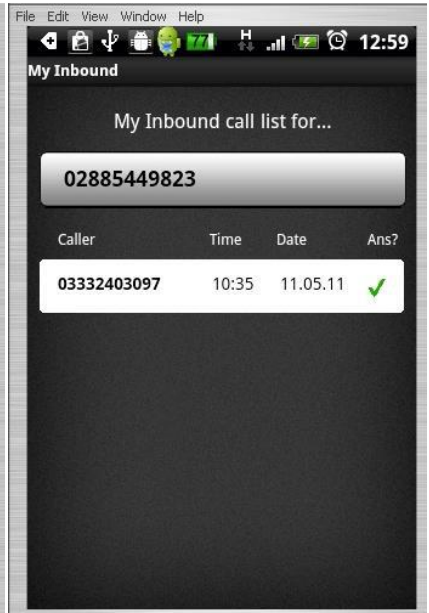 File Edit View Window Help
77 H 12:59
My Inbound
My Inbound call list for...
02885449823
Caller Time Date Ans?
03332403097 10:35 11.05.11